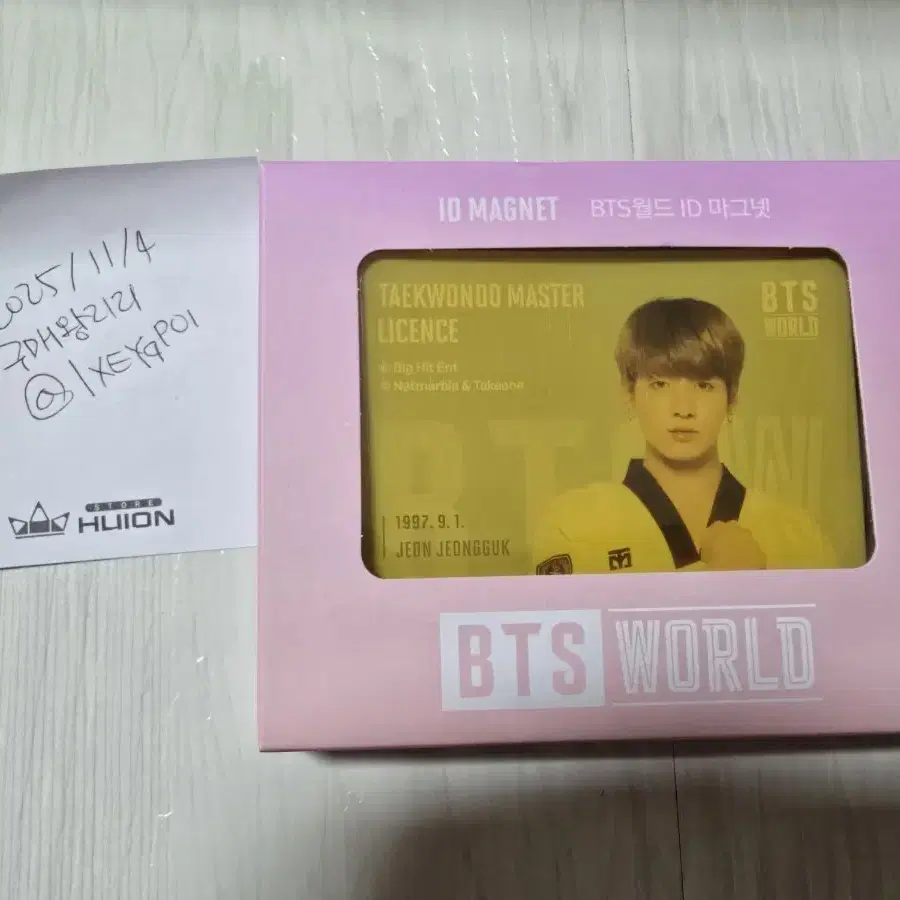 2025/11/4
구매왕리리
@1XEYGPO1
STORE
HUION
ID MAGNET BTS월드 ID 마그넷
TAEKWONDO MASTER
LICENCE
BTS
WORLD
© Big Hit Ent
© Netmarble & Takeone
BTS W
1997. 9. 1.
JEON JEONGGUK
BTS WORLD